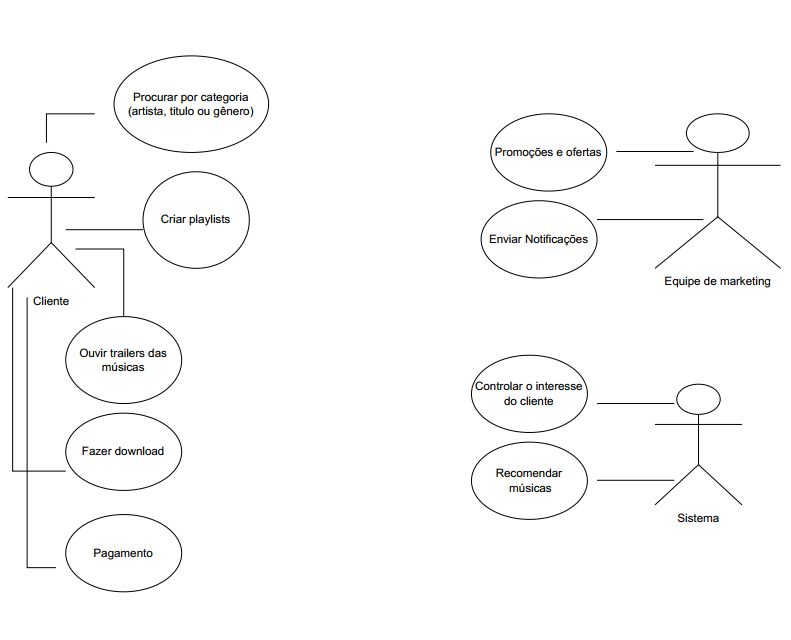 Procurar por categoria
(artista, titulo ou gênero)
Criar playlists
Cliente
Ouvir trailers das
músicas
Fazer download
Pagamento
Promoções e ofertas
Enviar Notificações
Equipe de marketing
Controlar o interesse
do cliente
Recomendar
músicas
Sistema